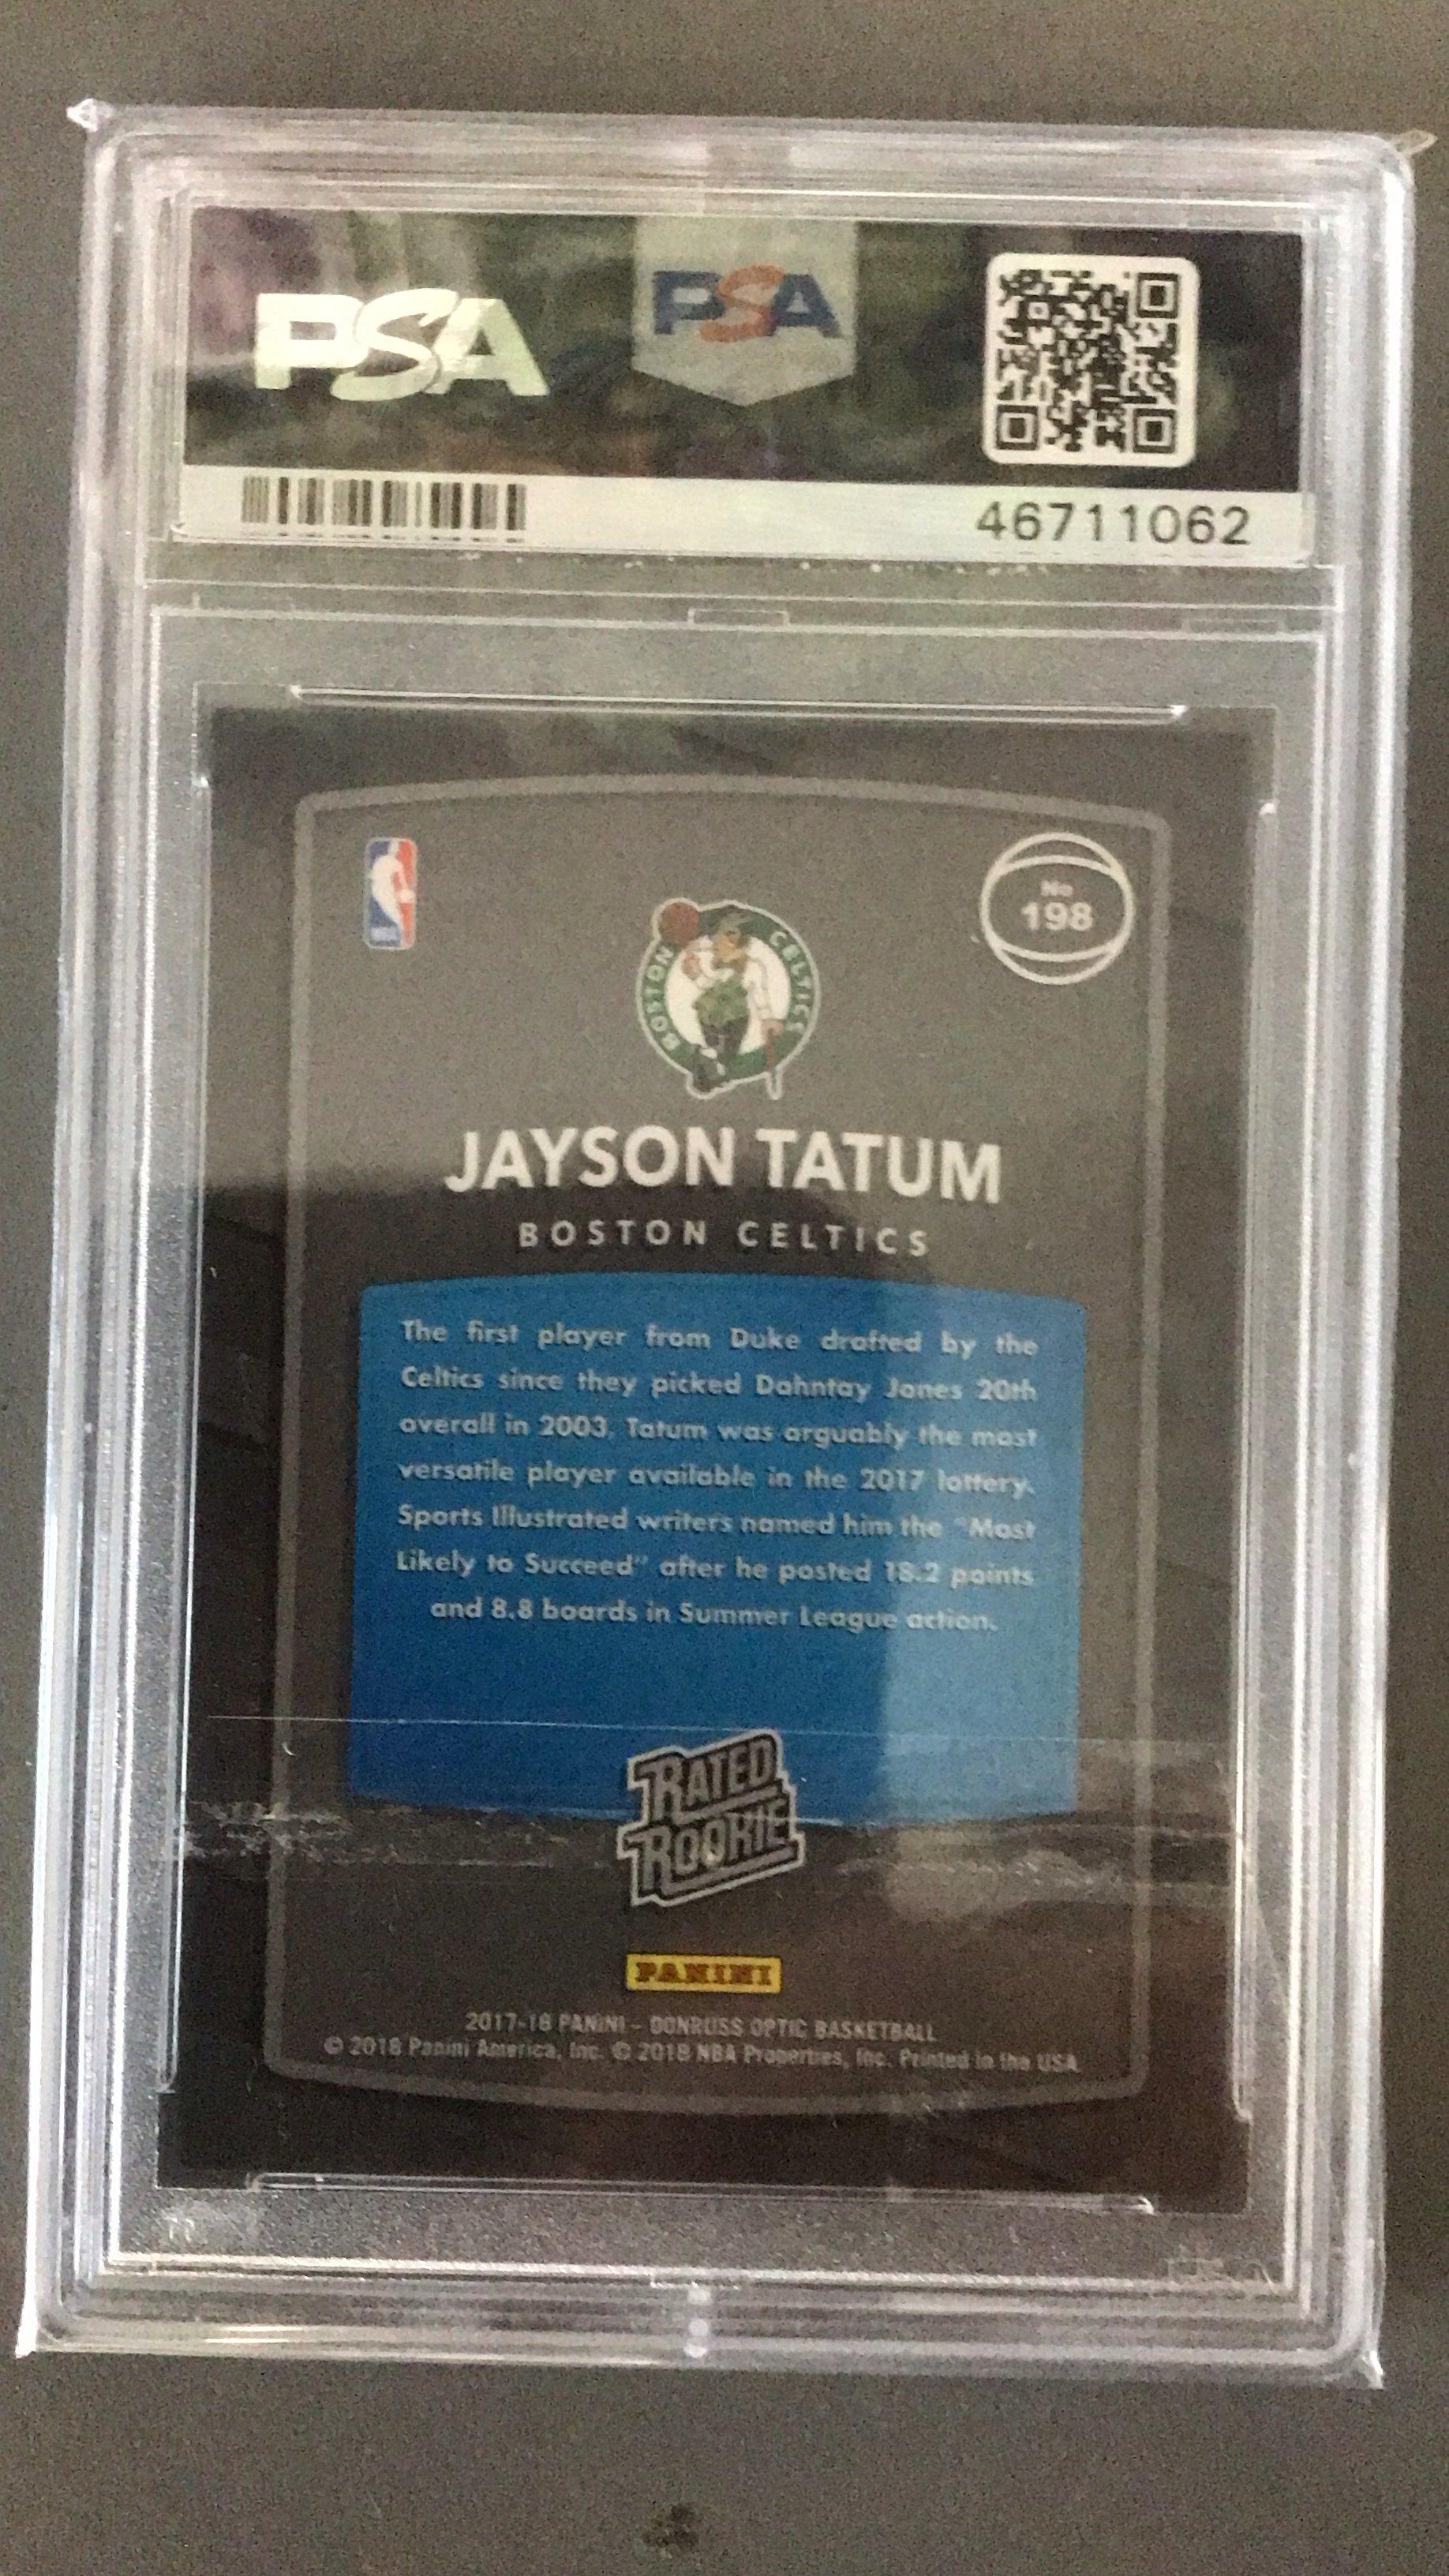 PSA
PSA
46711062
No
198
BOSTON CELTICS
JAYSON TATUM
BOSTON CELTICS
The first player from Duke drafted by the
Celtics since they picked Dahntay Jones 20th
overall in 2003, Tatum was arguably the most
versatile player available in the 2017 lottery.
Sports Illustrated writers named him the "Most
Likely to Succeed" after he posted 18.2 points
and 8.8 boards in Summer League action.
RATED
ROOKIE
PANINI
2017-18 PANINI – DONRUSS OPTIC BASKETBALL
© 2018 Panini America, Inc. © 2018 NBA Properties, Inc. Printed in the USA